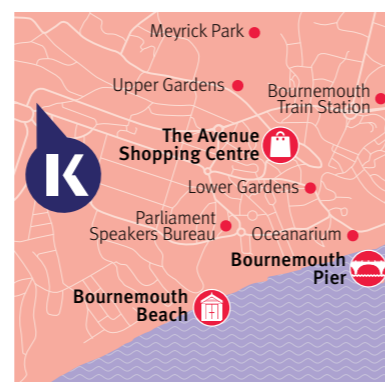 Meyrick Park
Upper Gardens
Bournemouth
Train Station
The Avenue
Shopping Centre
K
Lower Gardens
Parliament
Speakers Bureau
Oceanarium
Bournemouth
Pier
Bournemouth
Beach